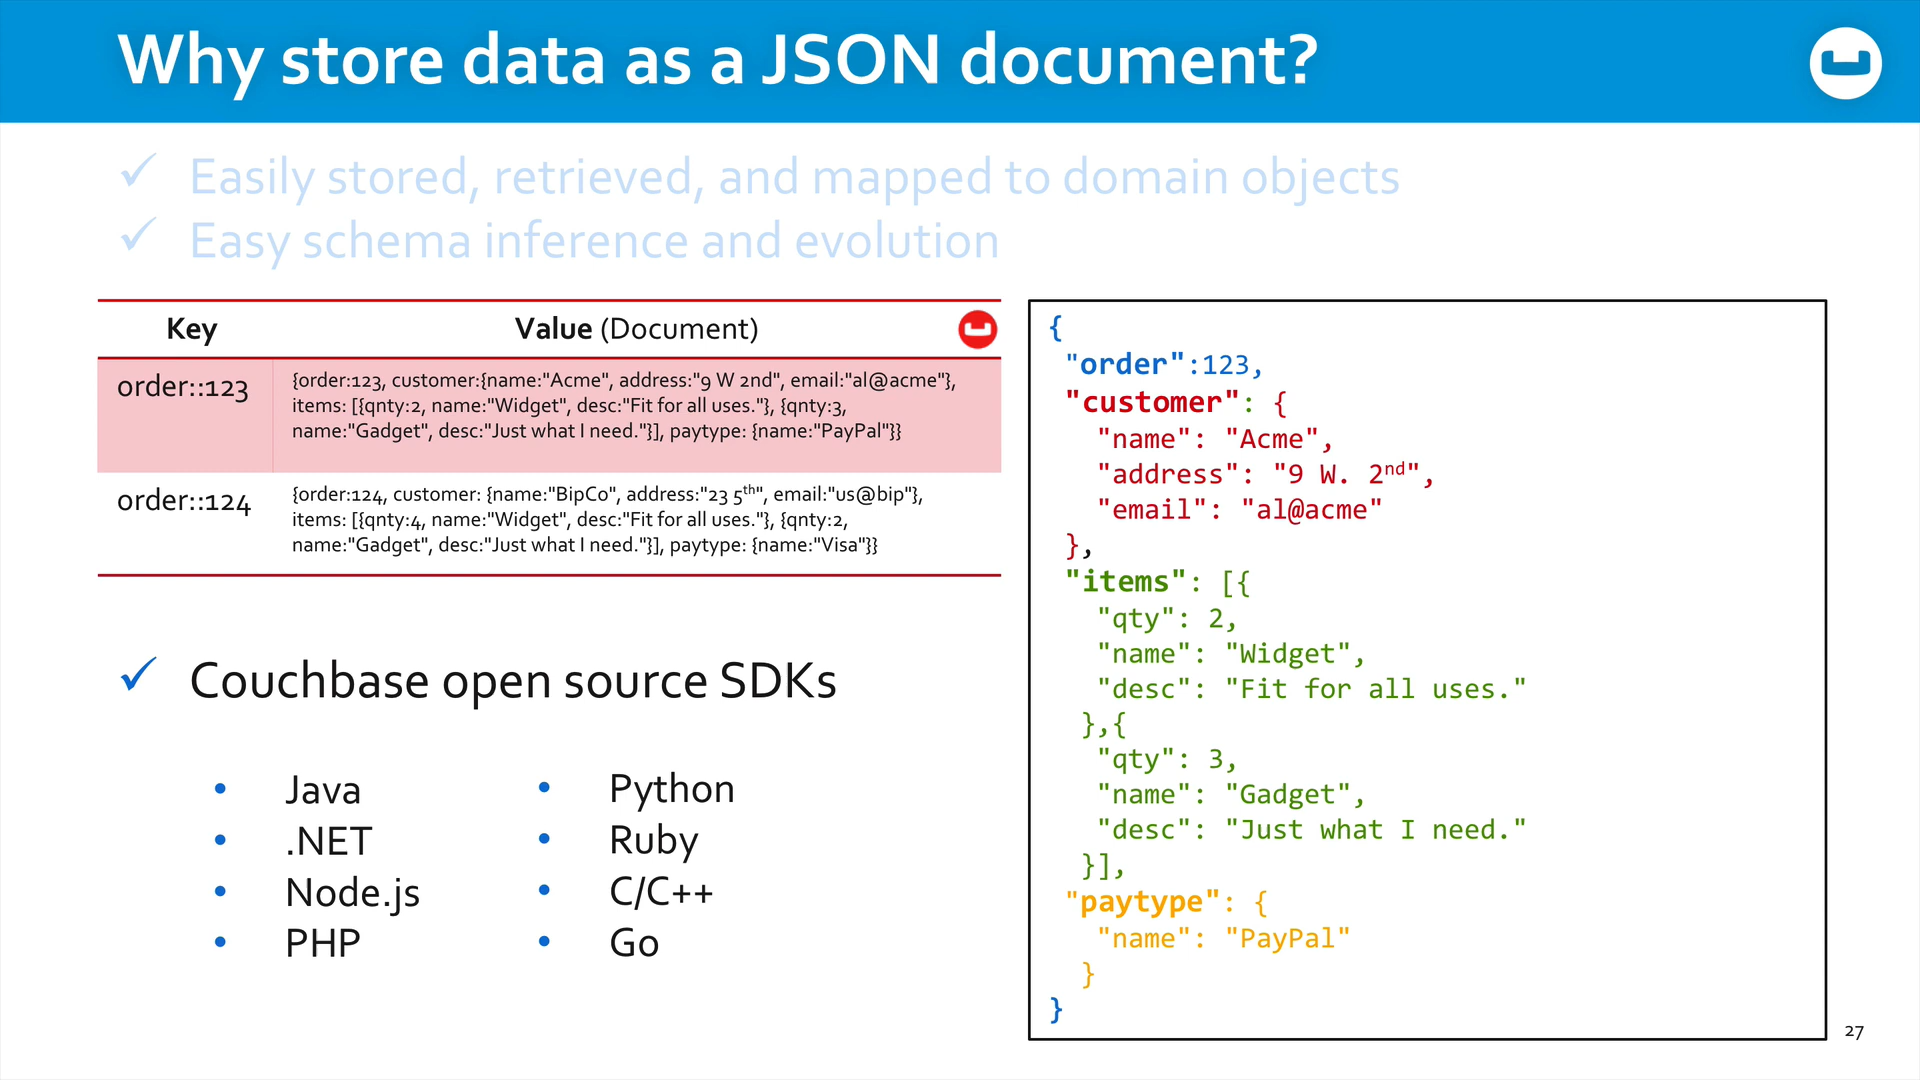 Why store data as a JSON document?
✓ Easily stored, retrieved, and mapped to domain objects
✓ Easy schema inference and evolution
Key Value (Document)
order::123
{order:123, customer:{name:"Acme", address:"9 W 2nd", email:"al@acme"},
items: [{qnty:2, name:"Widget", desc:"Fit for all uses."}, {qnty:3,
name:"Gadget", desc:"Just what I need."}], paytype: {name:"PayPal"}}
order::124
{order:124, customer: {name:"BipCo", address:"23 5th", email:"us@bip"},
items: [{qnty:4, name:"Widget", desc:"Fit for all uses."}, {qnty:2,
name:"Gadget", desc:"Just what I need."}], paytype: {name:"Visa"}}
✓ Couchbase open source SDKs
• Java
• .NET
• Node.js
• PHP
• Python
• Ruby
• C/C++
• Go
{
"order":123,
"customer": {
"name": "Acme",
"address": "9 W. 2nd",
"email": "al@acme"
},
"items": [{
"qty": 2,
"name": "Widget",
"desc": "Fit for all uses."
},{
"qty": 3,
"name": "Gadget",
"desc": "Just what I need."
}],
"paytype": {
"name": "PayPal"
}
}
27